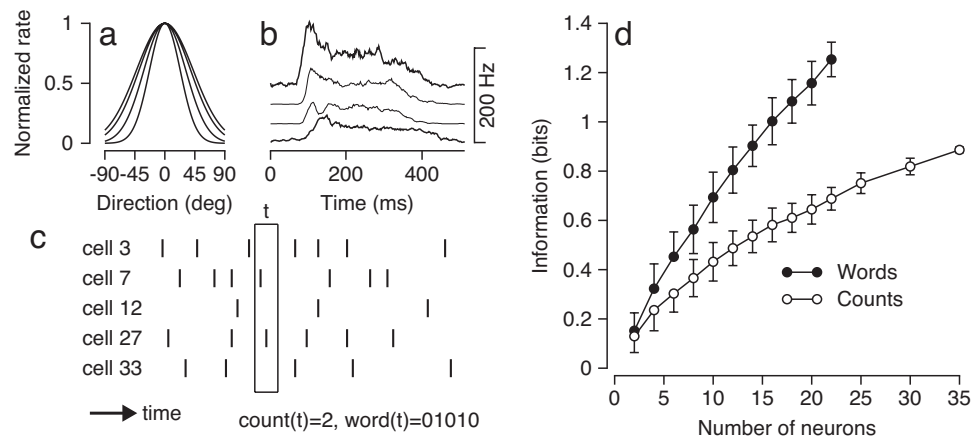 a
Normalized rate
1
0.5
0
-90 -45 0 45 90
Direction (deg)
b
200 Hz
0 200 400
Time (ms)
c
t
cell 3
cell 7
cell 12
cell 27
cell 33
time
count(t)=2, word(t)=01010
d
Information (bits)
1.4
1.2
1
0.8
0.6
0.4
0.2
0
Words
Counts
0 5 10 15 20 25 30 35
Number of neurons